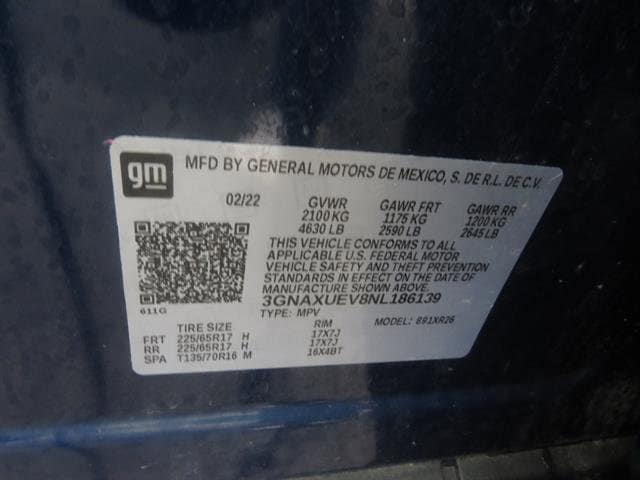 gm MFD BY GENERAL MOTORS DE MEXICO, S. DE R.L. DE C.V.
02/22 GVWR GAWR FRT GAWR RR
2100 KG 1175 KG 1200 KG
4630 LB 2590 LB 2645 LB
THIS VEHICLE CONFORMS TO ALL
APPLICABLE U.S. FEDERAL MOTOR
VEHICLE SAFETY AND THEFT PREVENTION
STANDARDS IN EFFECT ON THE DATE OF
MANUFACTURE SHOWN ABOVE.
611G 3GNAXUEV8NL186139
TYPE: MPV MODEL: 891XR26
TIRE SIZE RIM
FRT 225/65R17 H 17X7J
RR 225/65R17 H 17X7J
SPA T135/70R16 M 16X4BT